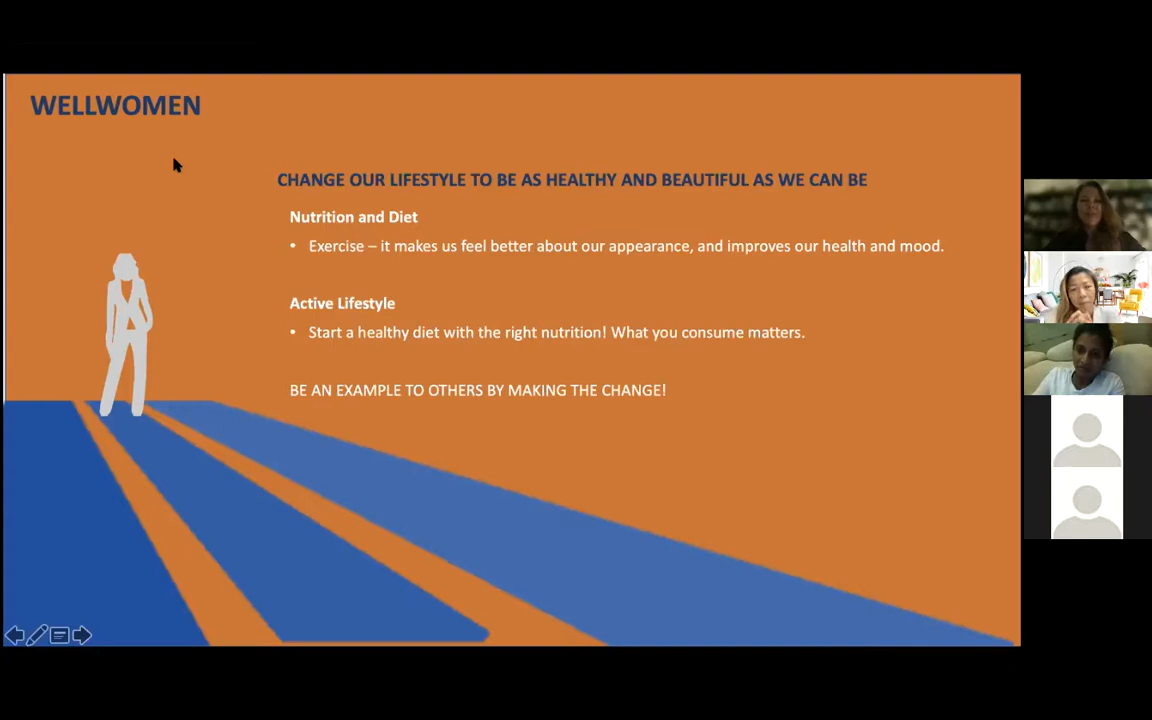 WELLWOMEN
CHANGE OUR LIFESTYLE TO BE AS HEALTHY AND BEAUTIFUL AS WE CAN BE
Nutrition and Diet
• Exercise – it makes us feel better about our appearance, and improves our health and mood.
Active Lifestyle
• Start a healthy diet with the right nutrition! What you consume matters.
BE AN EXAMPLE TO OTHERS BY MAKING THE CHANGE!